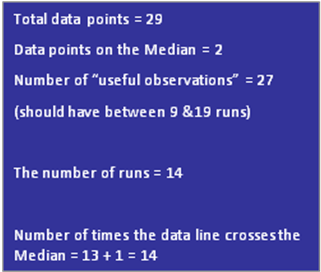 Total data points = 29
Data points on the Median = 2
Number of “useful observations” = 27
(should have between 9 &19 runs)
The number of runs = 14
Number of times the data line crosses the
Median = 13 + 1 = 14